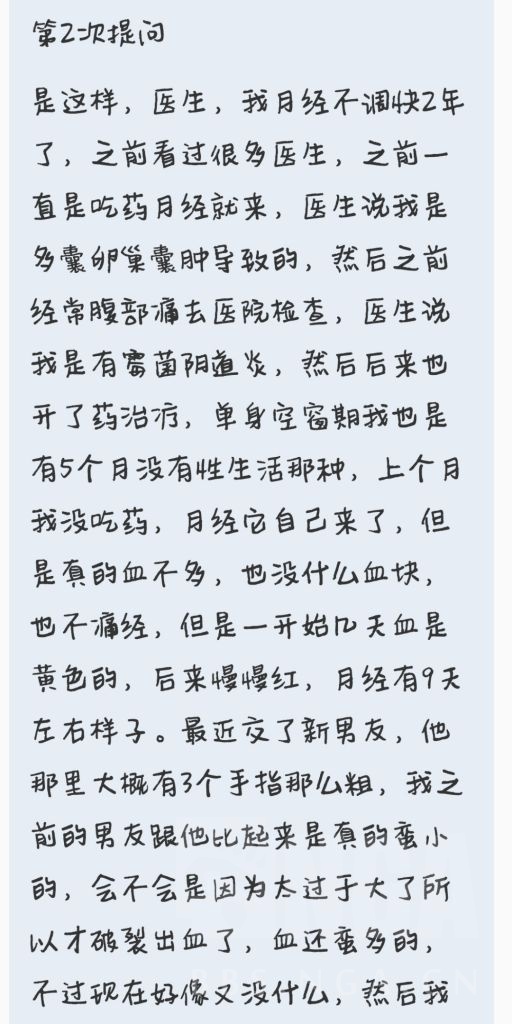 第2次提问
是这样，医生，我月经不调快2年
了，之前看过很多医生，之前一
直是吃药月经就来，医生说我是
多囊卵巢囊肿导致的，然后之前
经常腹部痛去医院检查，医生说
我是有霉菌阴道炎，然后后来也
开了药治疗，单身空窗期我也是
有5个月没有性生活那种，上个月
我没吃药，月经它自己来了，但
是真的血不多，也没什么血块，
也不痛经，但是一开始几天血是
黄色的，后来慢慢红，月经有9天
左右样子。最近交了新男友，他
那里大概有3个手指那么粗，我之
前的男友跟他比起来是真的蛮小
的，会不会是因为太过于大了所
以才破裂出血了，血还蛮多的，
不过现在好像又没什么，然后我
BBS.NGA.CN